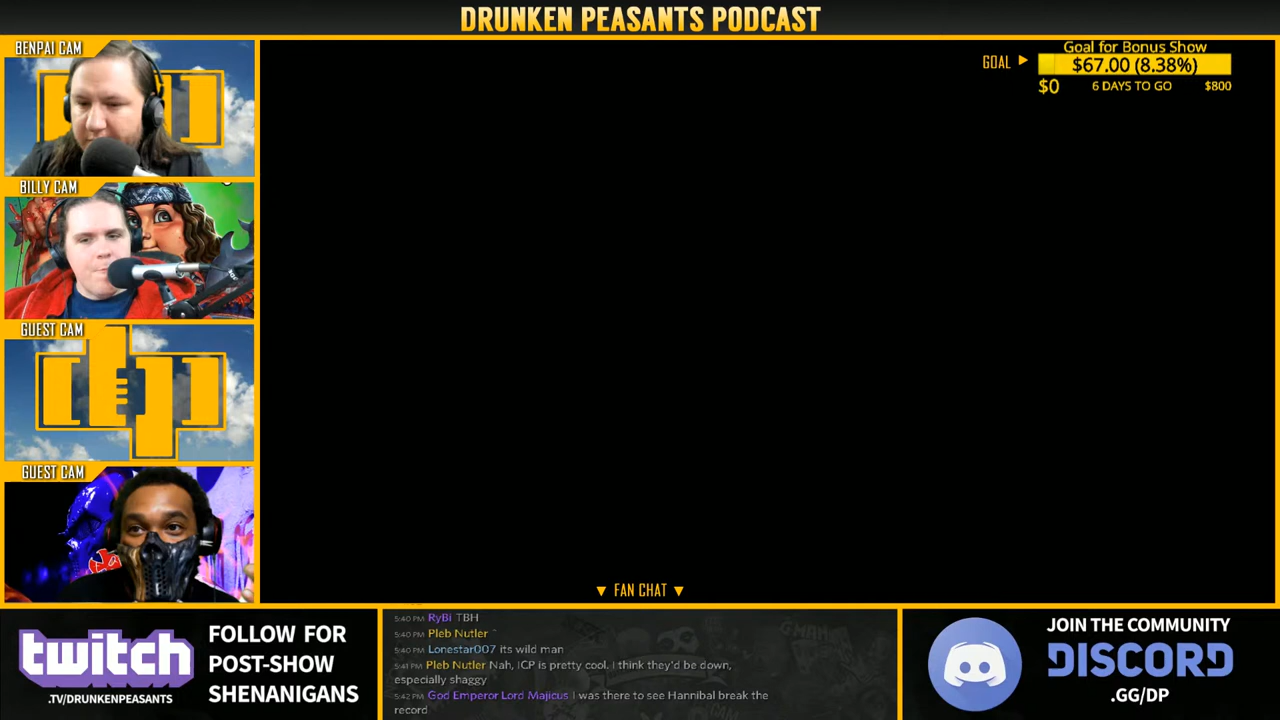 DRUNKEN PEASANTS PODCAST
BENPAI CAM
BILLY CAM
GUEST CAM
GUEST CAM
GOAL ▶
Goal for Bonus Show
$67.00 (8.38%)
$0 6 DAYS TO GO $800
▼ FAN CHAT ▼
twitch
.TV/DRUNKENPEASANTS
FOLLOW FOR
POST-SHOW
SHENANIGANS
5:40 PM RyBi TBH
5:40 PM Pleb Nutler ~
5:40 PM Lonestar007 its wild man
5:41 PM Pleb Nutler Nah, ICP is pretty cool. I think they'd be down,
especially shaggy
5:42 PM God Emperor Lord Majicus I was there to see Hannibal break the
record
JOIN THE COMMUNITY
DISCORD
.GG/DP